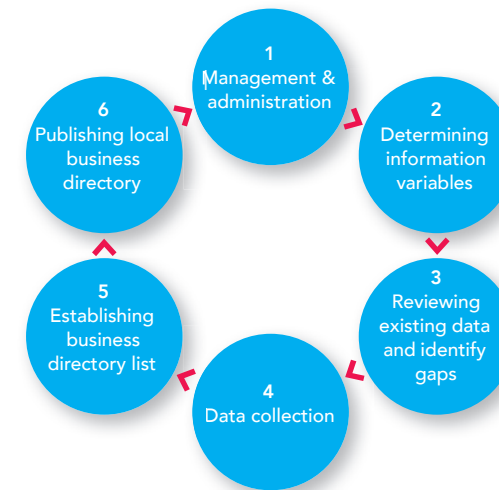 1
Management &
administration
2
Determining
information
variables
3
Reviewing
existing data
and identify
gaps
4
Data collection
5
Establishing
business
directory list
6
Publishing local
business
directory